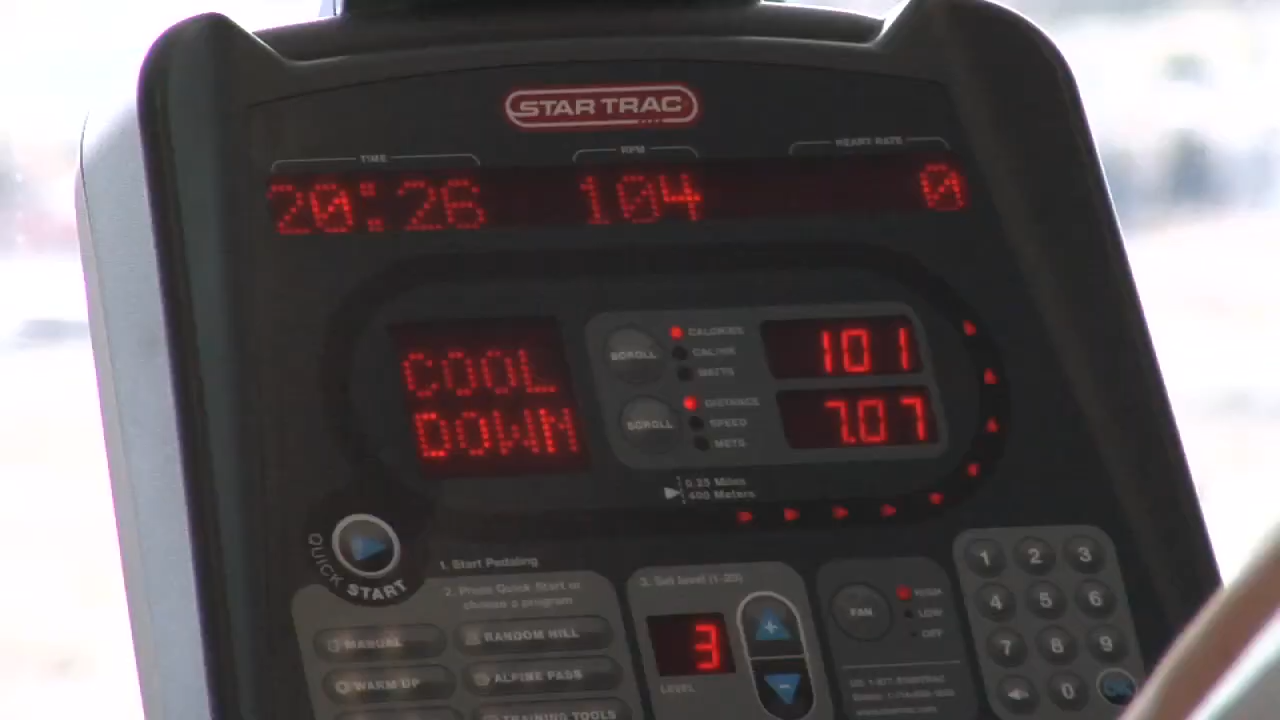 STAR TRAC
TIME
RPM
HEART RATE
20:26
104
0
COOL
DOWN
SCROLL
CALORIES
CAL/HR
WATTS
101
SCROLL
DISTANCE
SPEED
METS
7.07
0.25 Miles
400 Meters
QUICK START
1. Start Pedaling
2. Press Quick Start or
choose a program
MANUAL
RANDOM HILL
WARM UP
ALPINE PASS
TRAINING TOOLS
3. Set level (1-20)
3
+
-
LEVEL
FAN
HIGH
LOW
OFF
1 2 3
4 5 6
7 8 9
0 OK